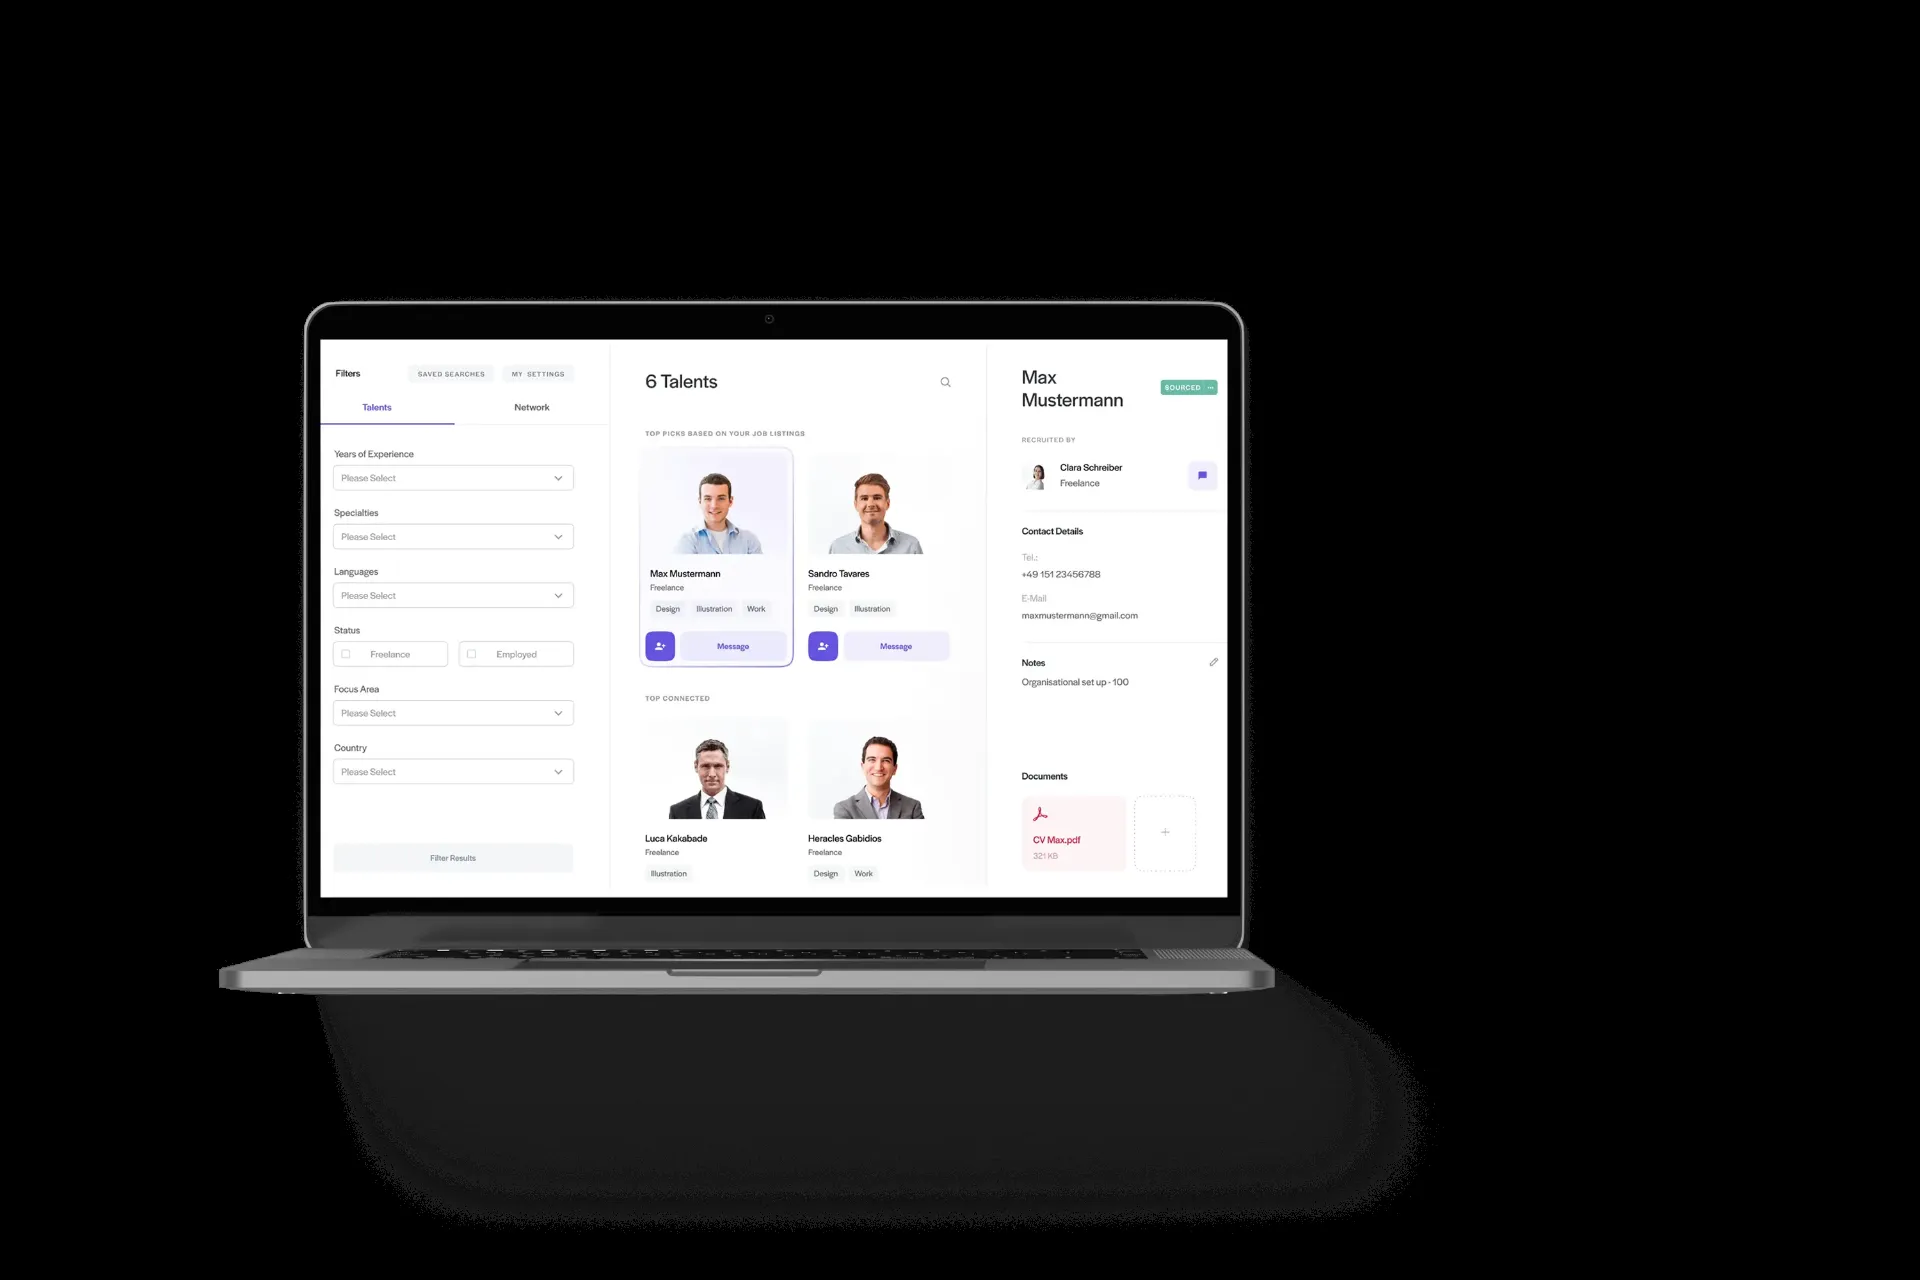 Filters
SAVED SEARCHES
MY SETTINGS
Talents
Network
Years of Experience
Please Select
Specialties
Please Select
Languages
Please Select
Status
Freelance
Employed
Focus Area
Please Select
Country
Please Select
Filter Results
6 Talents
TOP PICKS BASED ON YOUR JOB LISTINGS
Max Mustermann
Freelance
Design Illustration Work
Message
Sandro Tavares
Freelance
Design Illustration
Message
TOP CONNECTED
Luca Kakabade
Freelance
Illustration
Heracles Gabidios
Freelance
Design Work
Max
Mustermann
SOURCED
RECRUITED BY
Clara Schreiber
Freelance
Contact Details
Tel.:
+49 151 23456788
E-Mail
maxmustermann@gmail.com
Notes
Organisational set up - 100
Documents
CV Max.pdf
321 KB